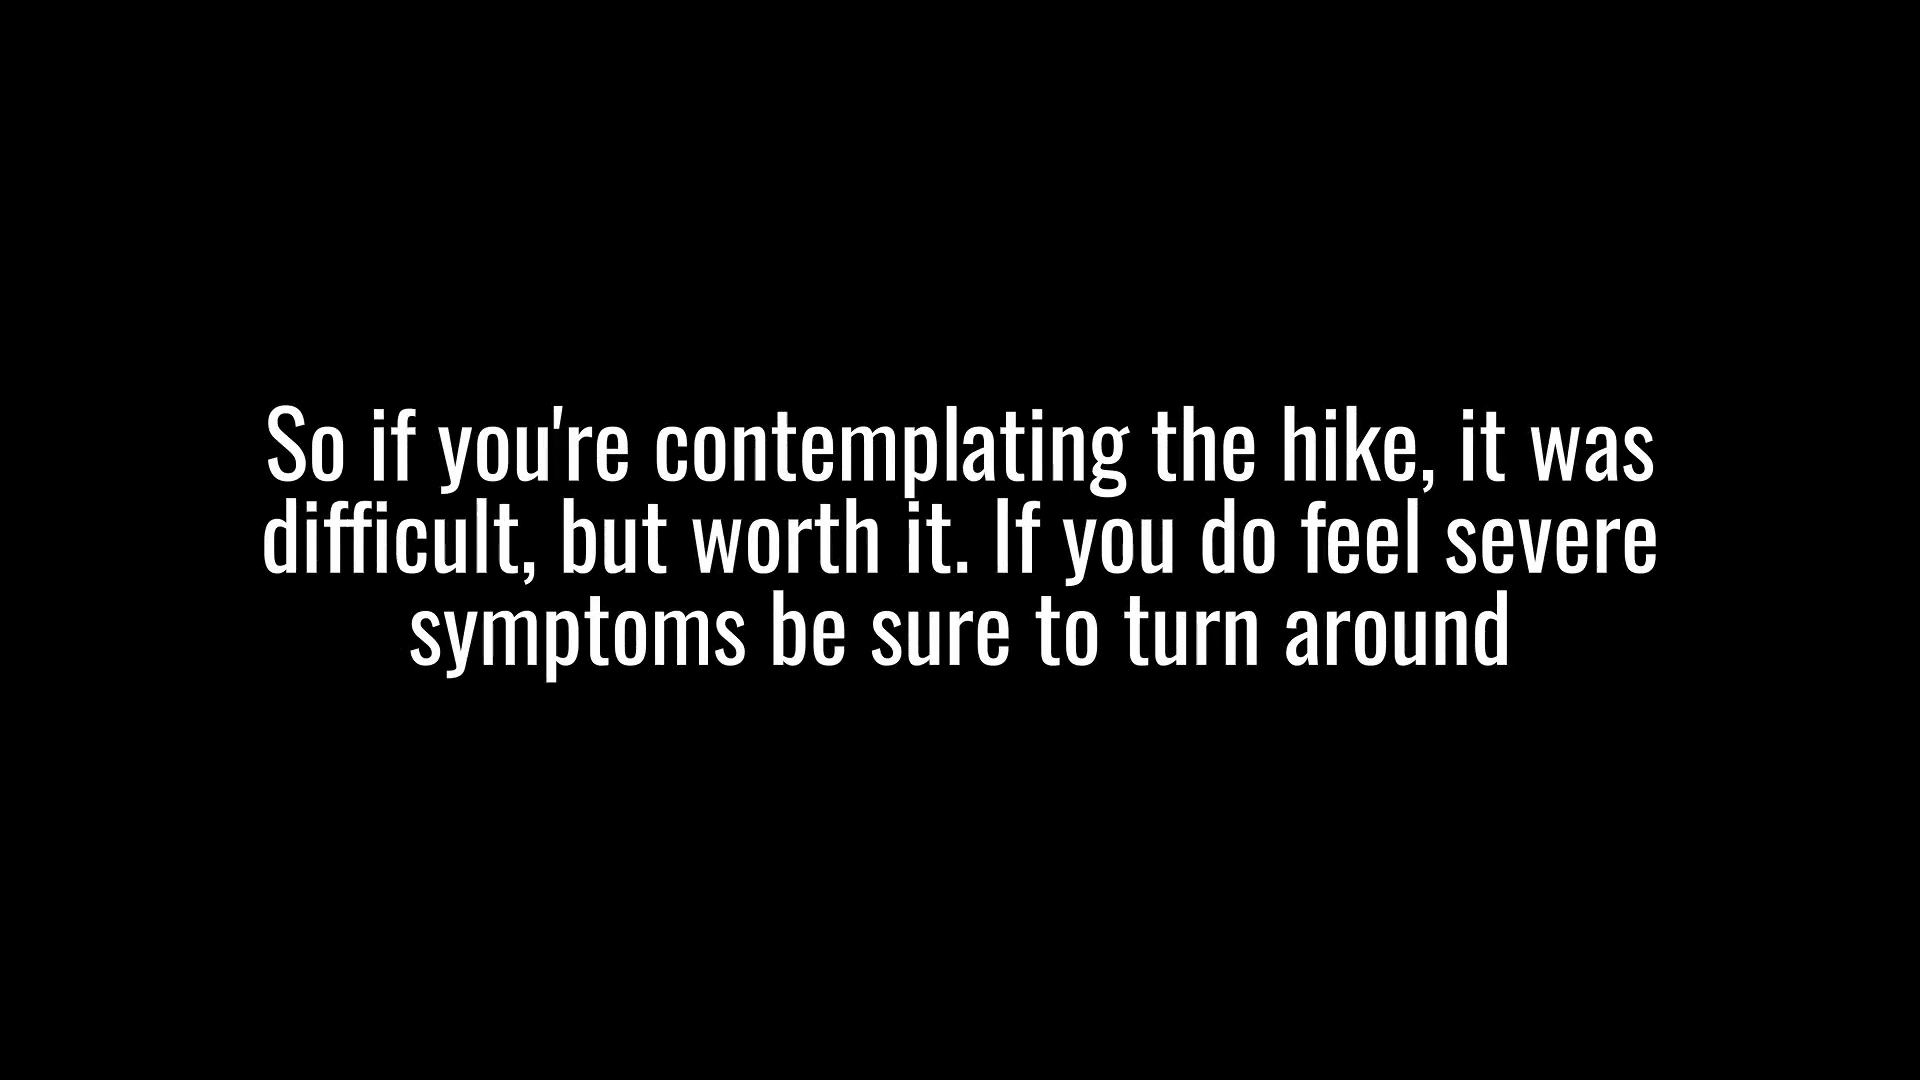 So if you're contemplating the hike, it was
difficult, but worth it. If you do feel severe
symptoms be sure to turn around